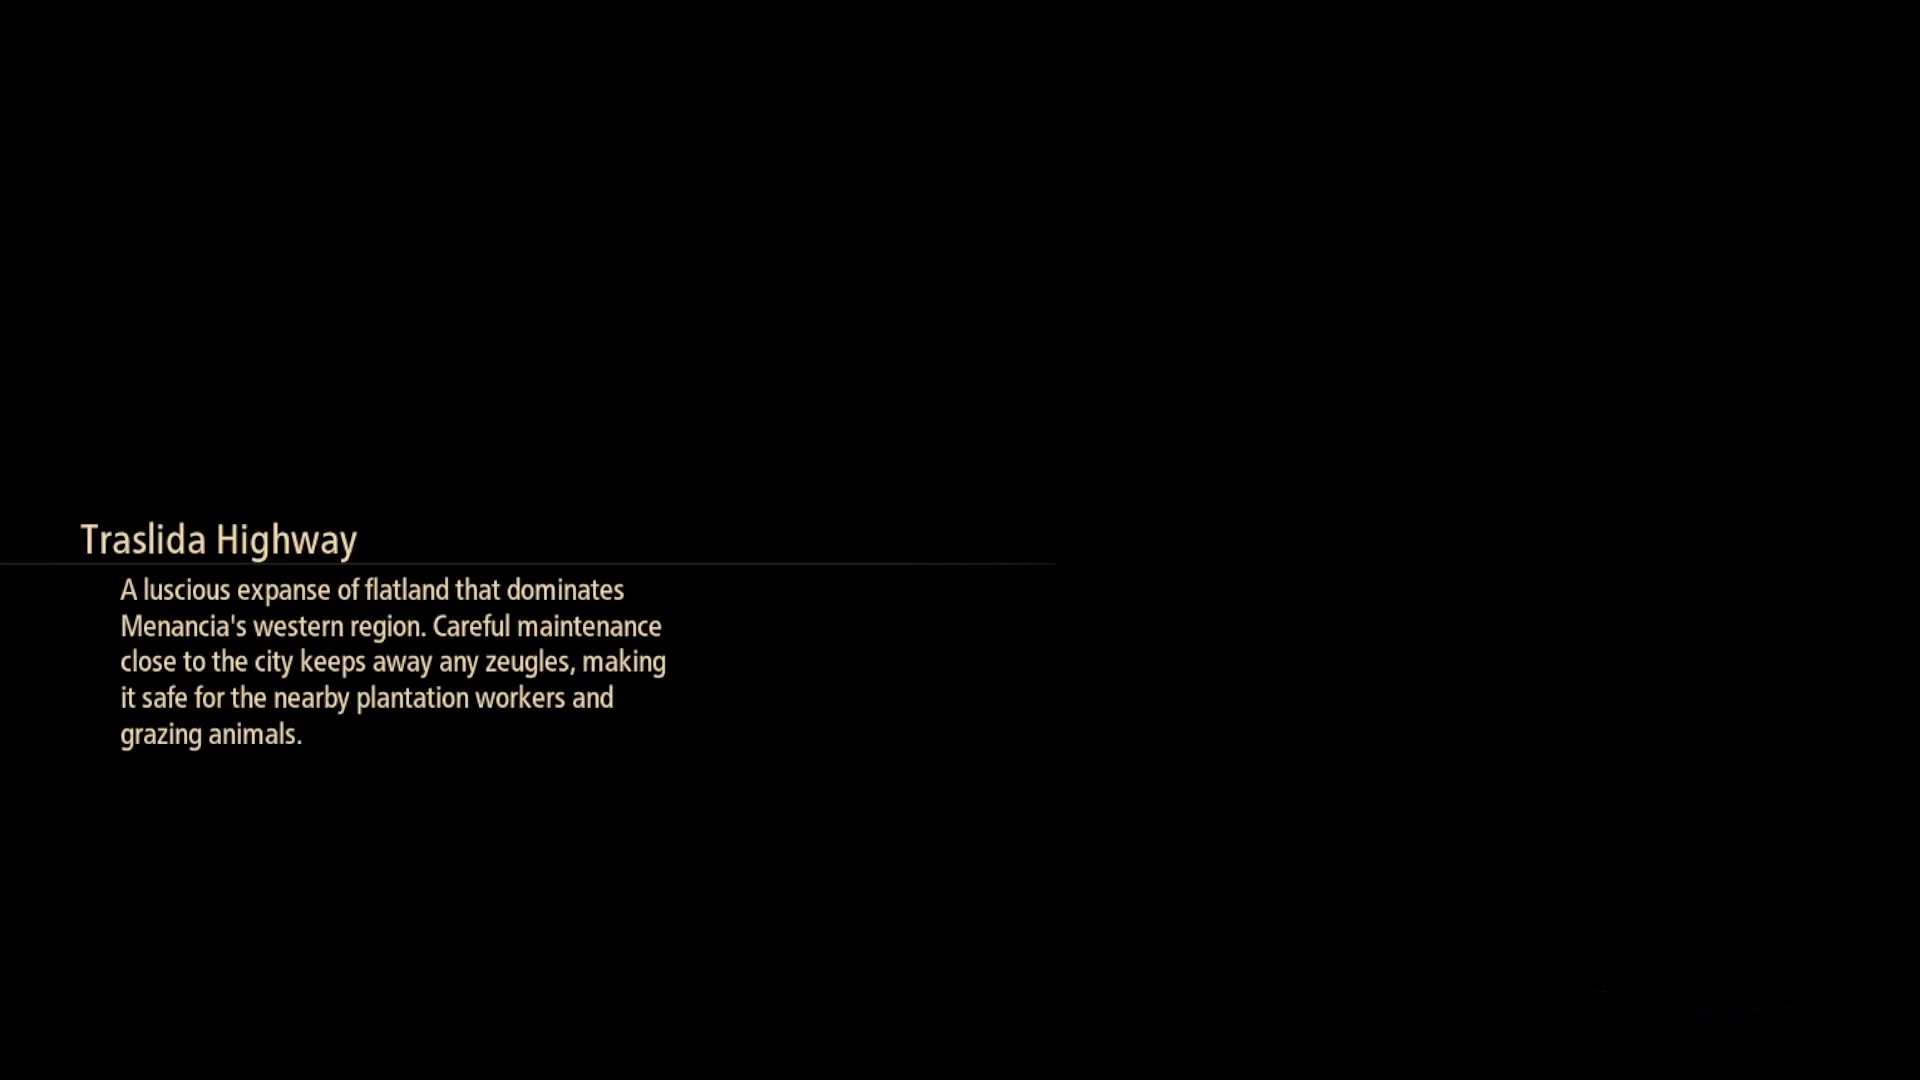 Traslida Highway
A luscious expanse of flatland that dominates
Menancia's western region. Careful maintenance
close to the city keeps away any zeugles, making
it safe for the nearby plantation workers and
grazing animals.